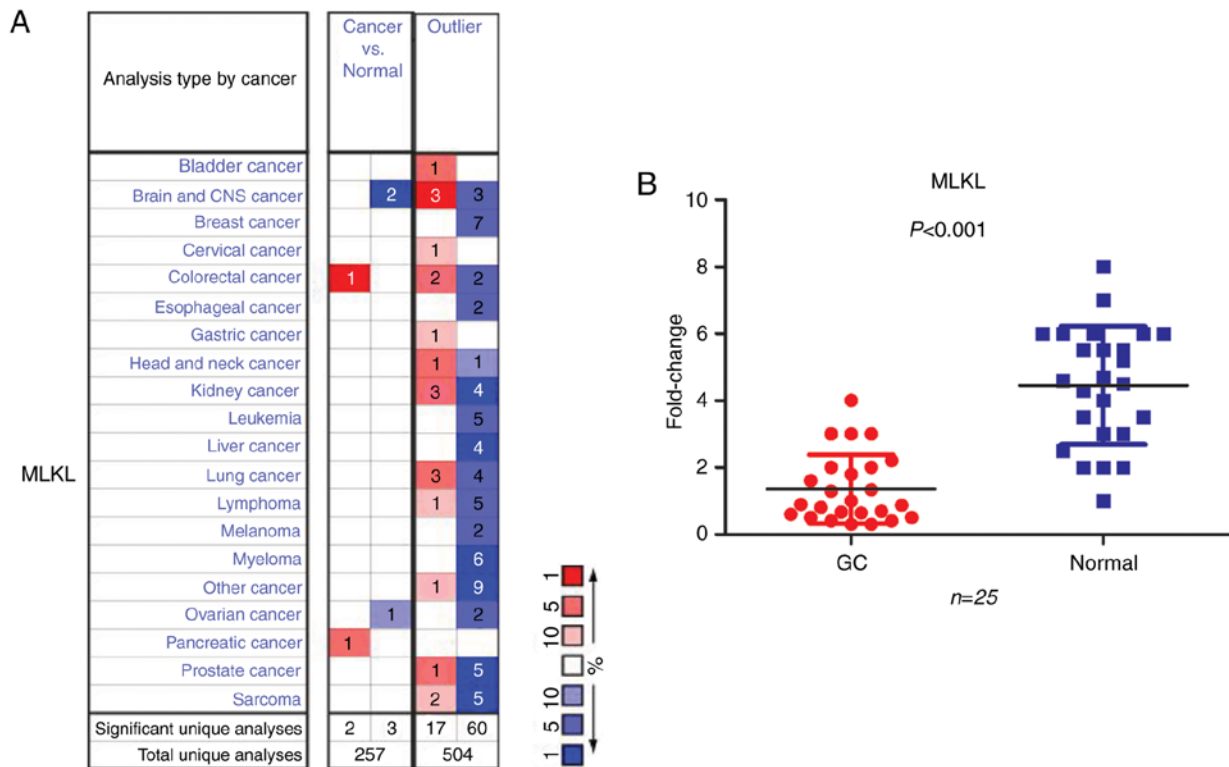 A
Analysis type by cancer
Cancer
vs.
Normal
Outlier
Bladder cancer 1
Brain and CNS cancer 2 3 3
Breast cancer 7
Cervical cancer 1
Colorectal cancer 1 2 2
Esophageal cancer 2
Gastric cancer 1
Head and neck cancer 1 1
Kidney cancer 3 4
Leukemia 5
Liver cancer 4
MLKL
Lung cancer 3 4
Lymphoma 1 5
Melanoma 2
Myeloma 6
Other cancer 1 9
Ovarian cancer 1 2
Pancreatic cancer 1
Prostate cancer 1 5
Sarcoma 2 5
Significant unique analyses 2 3 17 60
Total unique analyses 257 504
1
5
10
%
10
5
1
B
MLKL
P<0.001
Fold-change
10
8
6
4
2
0
GC Normal
n=25